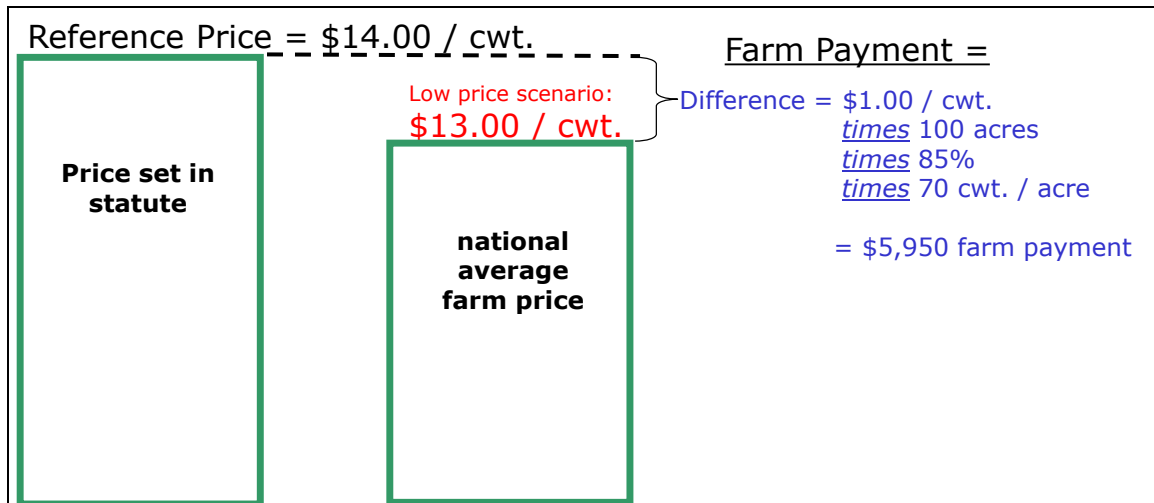 Reference Price = $14.00 / cwt.
Price set in
statute
Low price scenario:
$13.00 / cwt.
national
average
farm price
Farm Payment =
Difference = $1.00 / cwt.
times 100 acres
times 85%
times 70 cwt. / acre
= $5,950 farm payment